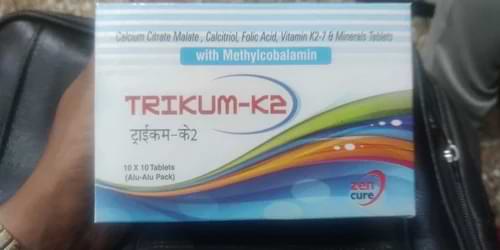 Calcium Citrate Malate , Calcitriol, Folic Acid, Vitamin K2-7 & Minerals Tablets
with Methylcobalamin
TRIKUM-K2
ट्राईकम-के2
10 X 10 Tablets
(Alu-Alu Pack)
zen
cure